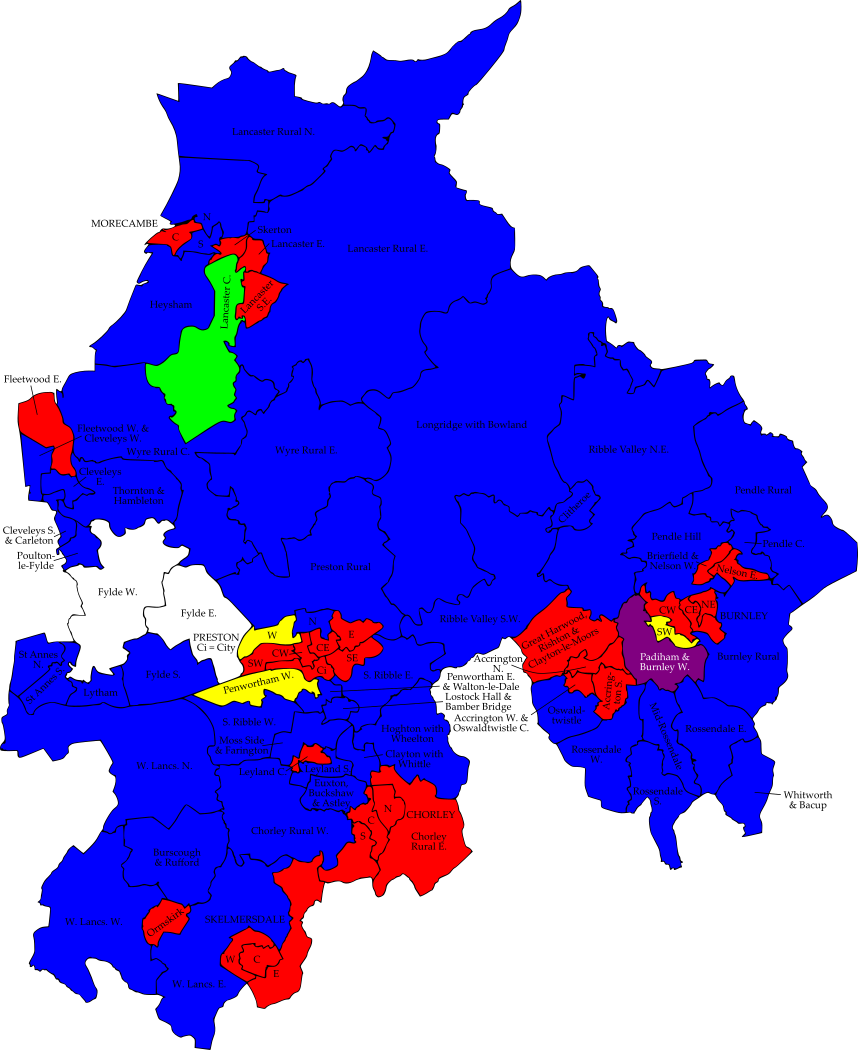 Lancaster Rural N.
MORECAMBE
N
C
S
Skerton
Lancaster E.
Lancaster Rural E.
Heysham
Lancaster C.
Lancaster
S.E.
Fleetwood E.
Fleetwood W. &
Cleveleys W.
Wyre Rural C.
Wyre Rural E.
Longridge with Bowland
Ribble Valley N.E.
Cleveleys
E.
Thornton &
Hambleton
Clitheroe
Pendle Rural
Cleveleys S.
& Carleton
Poulton-
le-Fylde
Pendle Hill
Pendle C.
Brierfield &
Nelson W.
Nelson E.
Preston Rural
Fylde W.
Fylde E.
PRESTON
Ci = City
W
N
E
CW
CE
SW
SE
Ci
Ribble Valley S.W.
Great Harwood,
Rishton &
Clayton-le-Moors
CW
CE
NE
BURNLEY
SW
Padiham &
Burnley W.
Burnley Rural
St Annes
N.
St Annes S.
Lytham
Fylde S.
Penwortham W.
S. Ribble E.
Accrington
N.
Penwortham E.
& Walton-le-Dale
Lostock Hall &
Bamber Bridge
Accrington W. &
Oswaldtwistle C.
Accring-
ton S.
Oswald-
twistle
S. Ribble W.
Hoghton with
Wheelton
Moss Side
& Farington
Clayton with
Whittle
Leyland C.
Leyland S.
Euxton,
Buckshaw
& Astley
Mid Rossendale
Rossendale E.
Rossendale
W.
Rossendale
S.
Whitworth
& Bacup
W. Lancs. N.
CHORLEY
N
C
S
Chorley
Rural E.
Chorley Rural W.
Burscough
& Rufford
Ormskirk
SKELMERSDALE
W. Lancs. W.
W
C
E
W. Lancs. E.